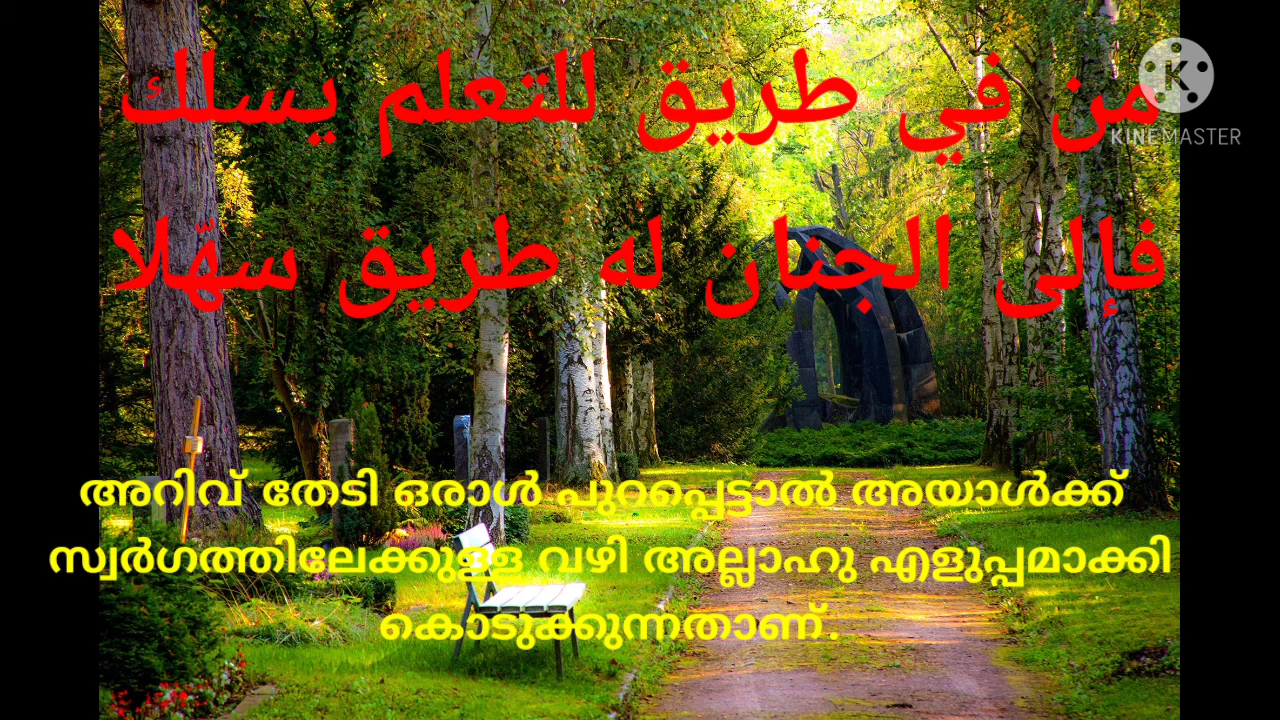 من في طريق للتعلم يسلك
KINEMASTER
فإلى الجنان له طريق سهّلا
അറിവ് തേടി ഒരാൾ പുറപ്പെട്ടാൽ അയാൾക്ക്
സ്വർഗത്തിലേക്കുള്ള വഴി അല്ലാഹു എളുപ്പമാക്കി
കൊടുക്കുന്നതാണ്.